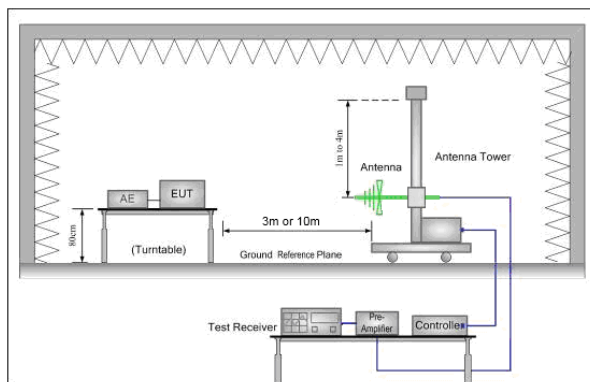 1m to 4m
Antenna
Antenna Tower
AE
EUT
3m or 10m
80cm
(Turntable)
Ground Reference Plane
Test Receiver
Pre-
Amplifier
Controller